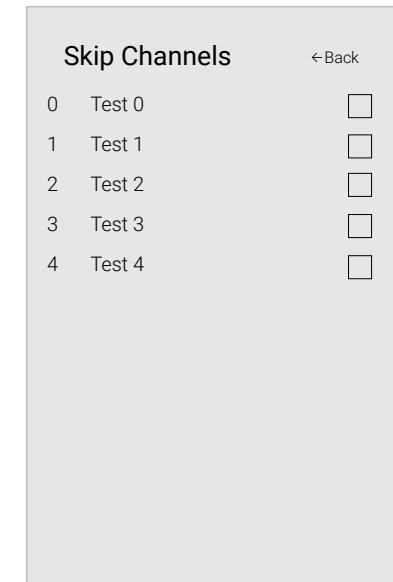 Skip Channels ←Back
0 Test 0
1 Test 1
2 Test 2
3 Test 3
4 Test 4